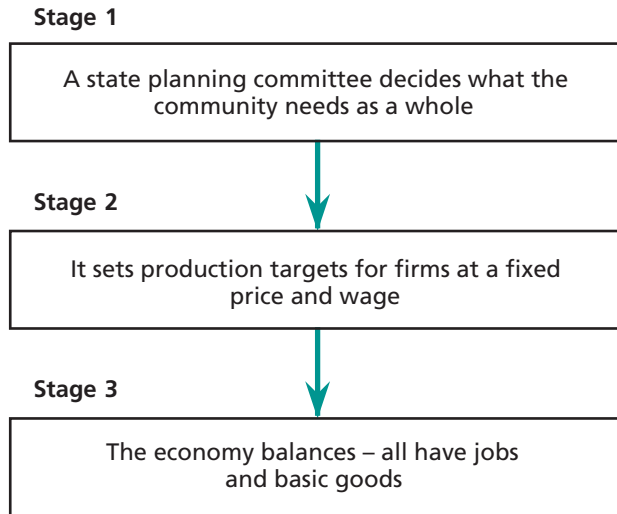 Stage 1
A state planning committee decides what the
community needs as a whole
Stage 2
It sets production targets for firms at a fixed
price and wage
Stage 3
The economy balances – all have jobs
and basic goods